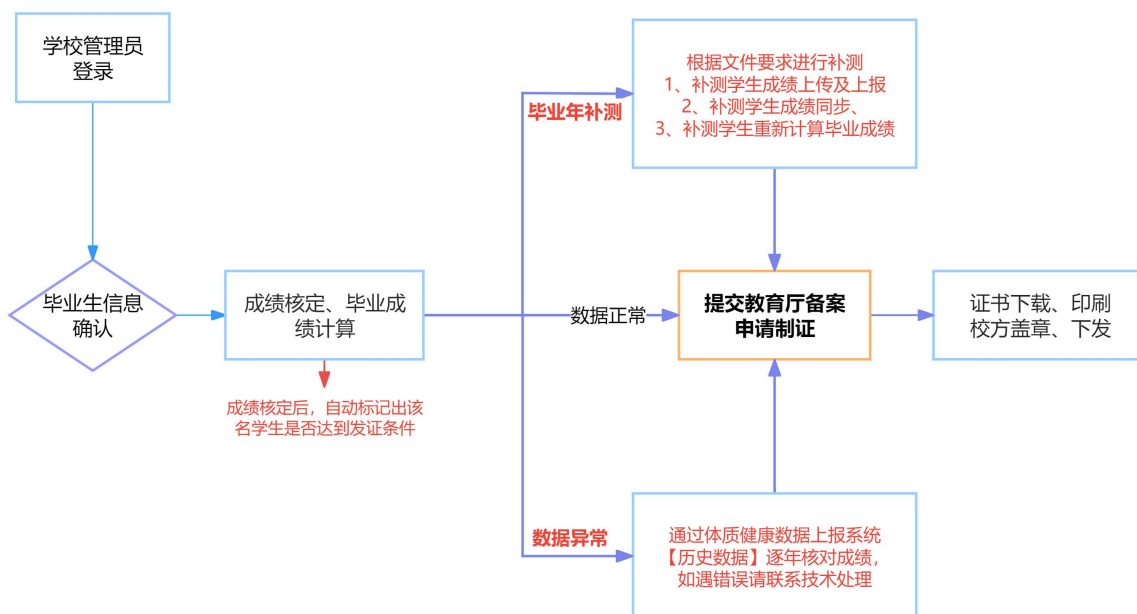 学校管理员
登录
毕业生信息
确认
成绩核定、毕业成
绩计算
成绩核定后，自动标记出该
名学生是否达到发证条件
毕业年补测
根据文件要求进行补测
1、补测学生成绩上传及上报
2、补测学生成绩同步、
3、补测学生重新计算毕业成绩
数据正常
提交教育厅备案
申请制证
证书下载、印刷
校方盖章、下发
数据异常
通过体质健康数据上报系统
【历史数据】逐年核对成绩，
如遇错误请联系技术处理